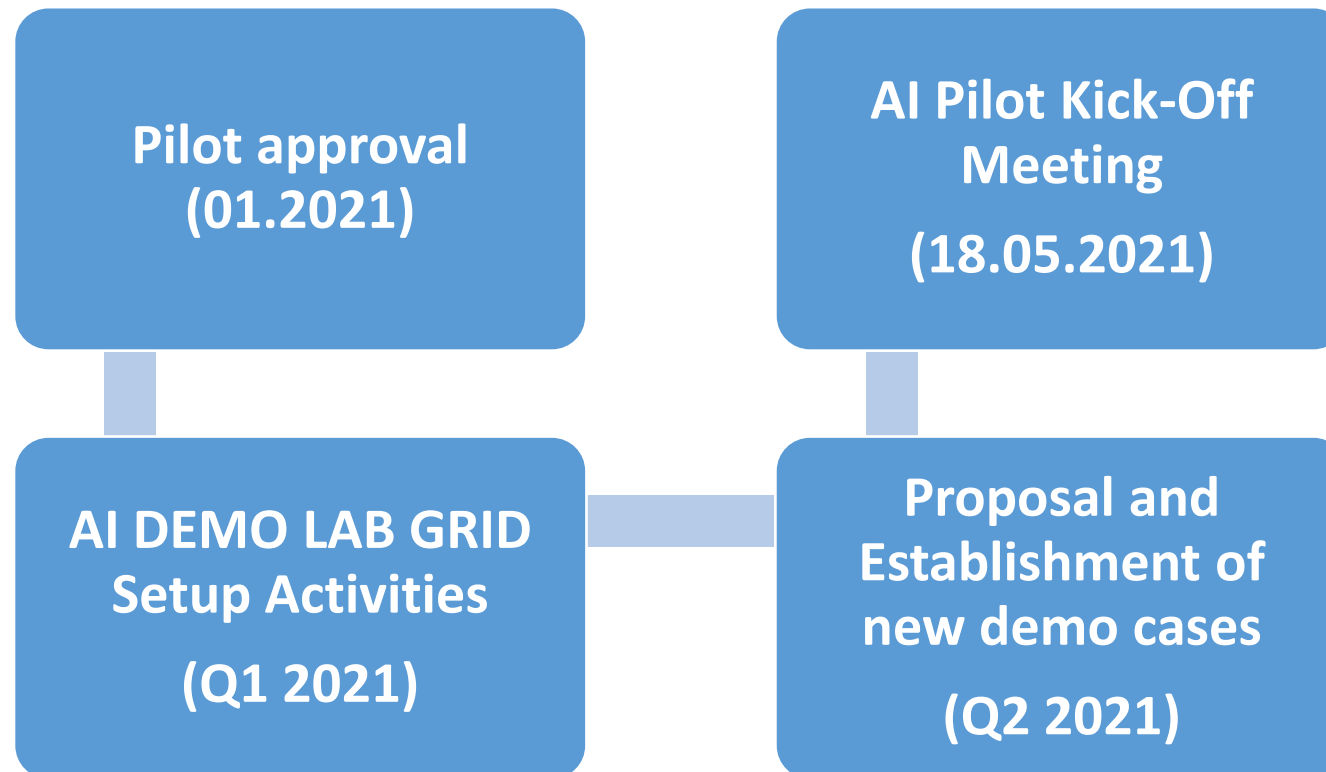 Pilot approval
(01.2021)
AI DEMO LAB GRID
Setup Activities
(Q1 2021)
Proposal and
Establishment of
new demo cases
(Q2 2021)
AI Pilot Kick-Off
Meeting
(18.05.2021)